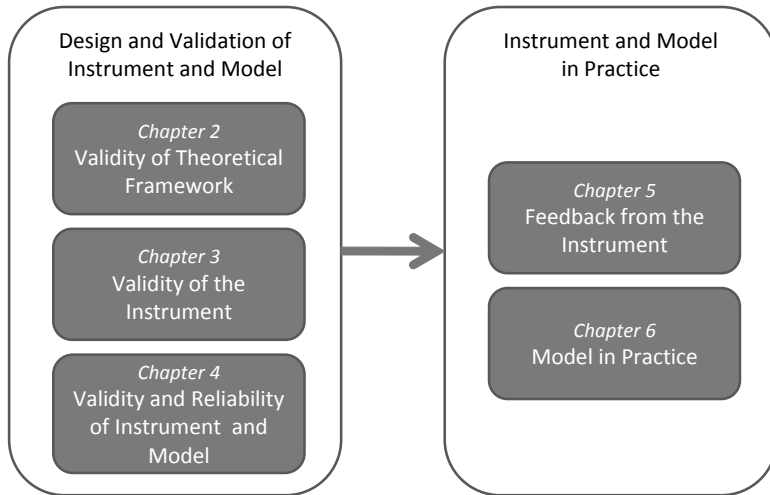 Design and Validation of
Instrument and Model
Chapter 2
Validity of Theoretical
Framework
Chapter 3
Validity of the
Instrument
Chapter 4
Validity and Reliability
of Instrument and
Model
Instrument and Model
in Practice
Chapter 5
Feedback from the
Instrument
Chapter 6
Model in Practice